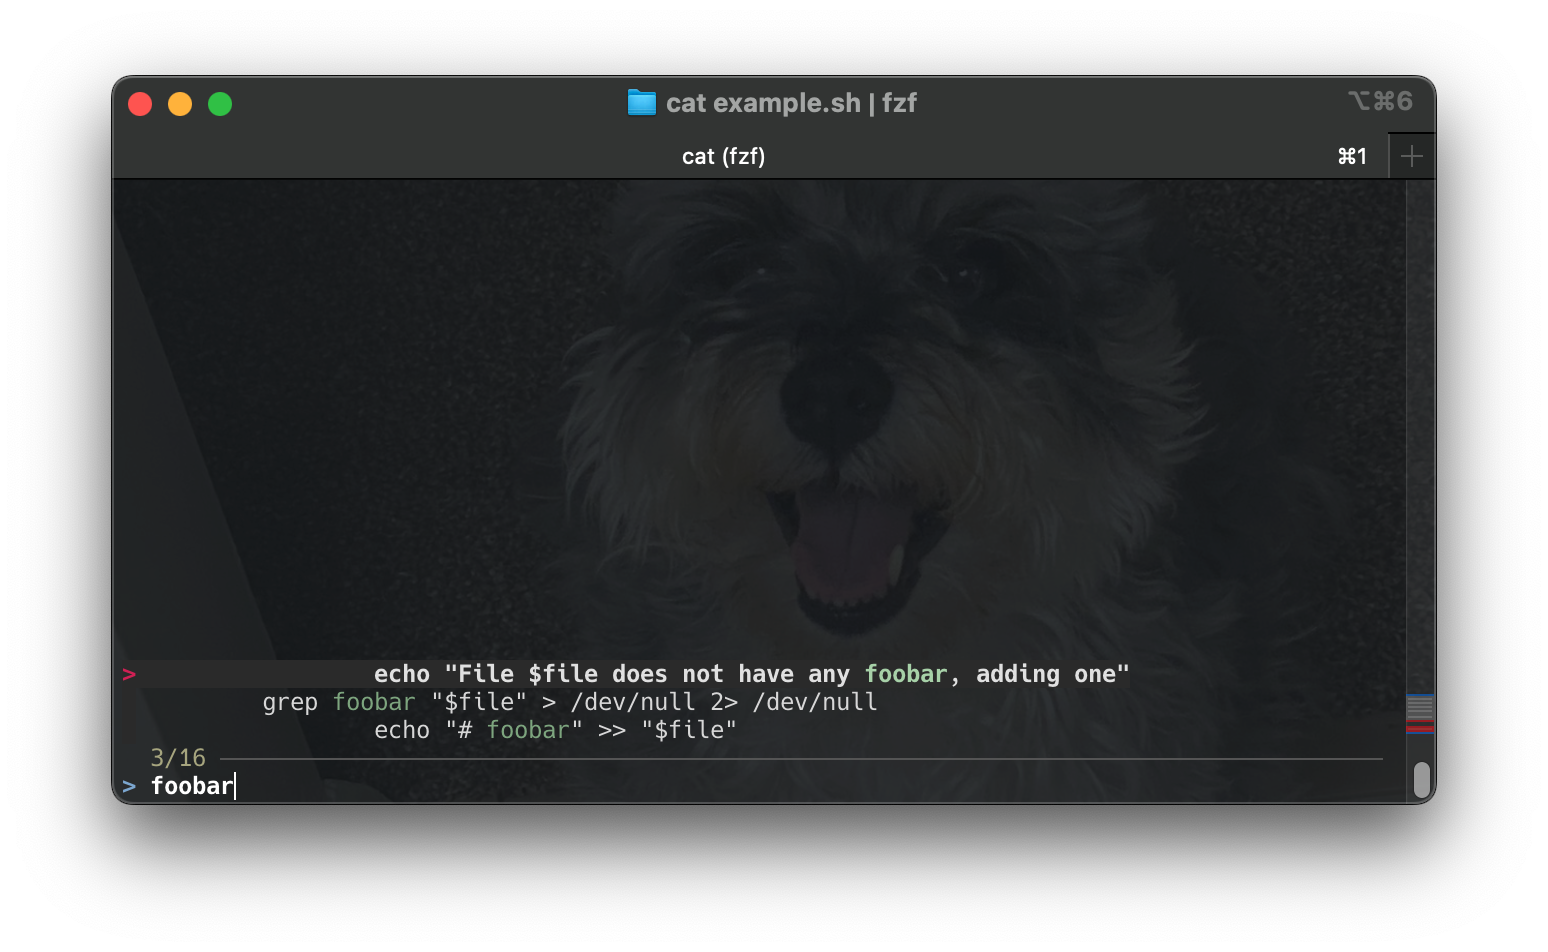 cat example.sh | fzf ⌥⌘6
cat (fzf) ⌘1
> echo "File $file does not have any foobar, adding one"
grep foobar "$file" > /dev/null 2> /dev/null
echo "# foobar" >> "$file"
3/16
> foobar